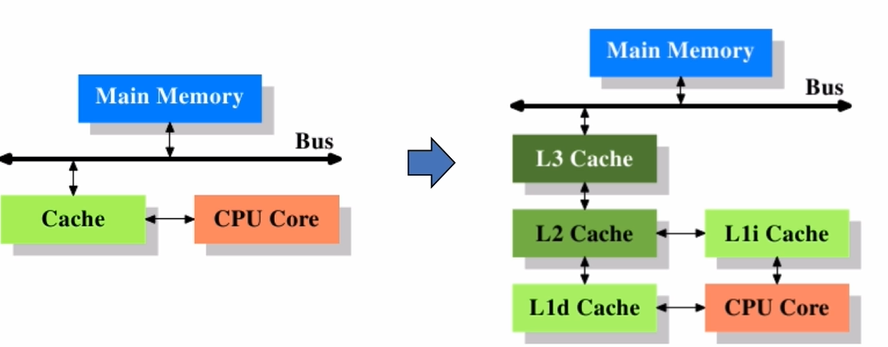 Main Memory
Bus
Cache
CPU Core
Main Memory
Bus
L3 Cache
L2 Cache
L1i Cache
L1d Cache
CPU Core